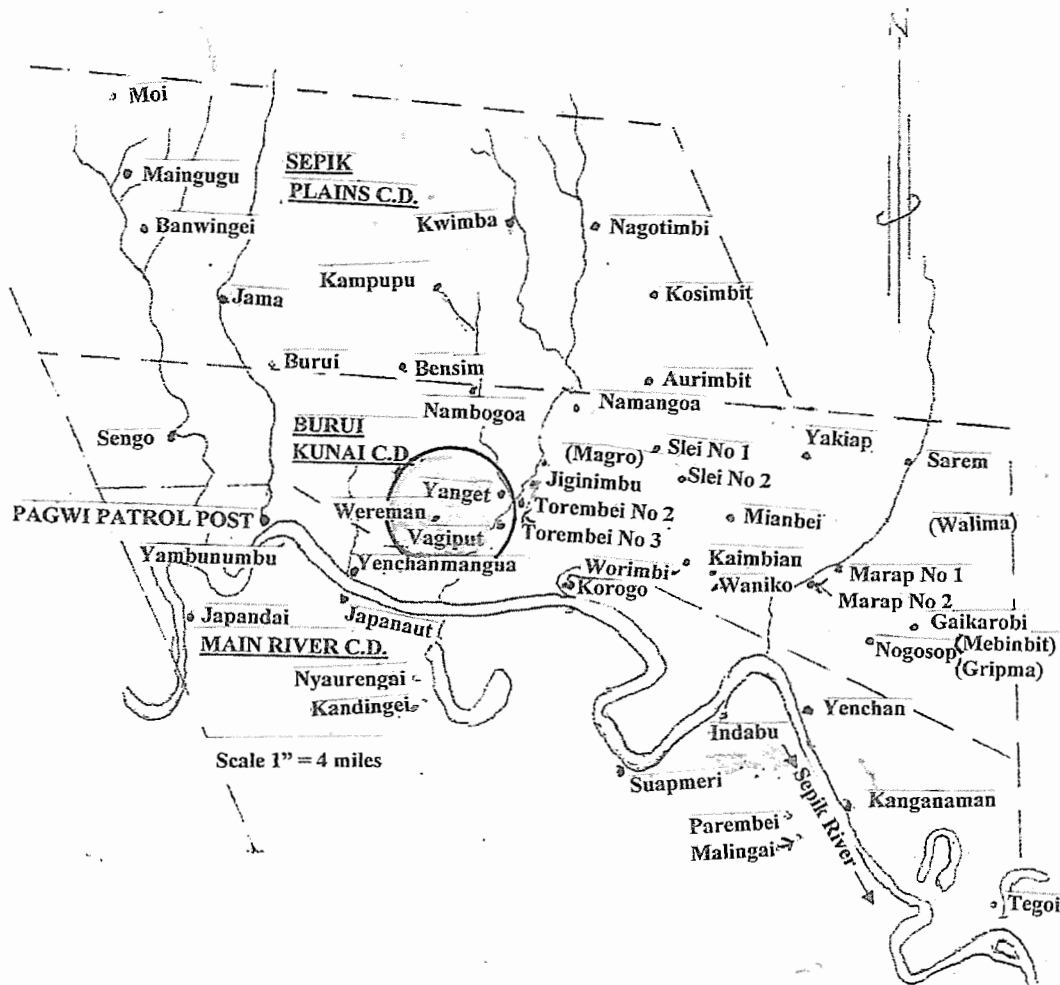 N
Moi
SEPIK
PLAINS C.D.
Maingugu
Banwingei
Kwimba
Nagotimbi
Kampupu
Jama
Kosimbit
Burui
Bensim
Aurimbit
Nambogoa
Namangoa
Sengo
BURUI
KUNAI C.D.
(Magro)
Slei No 1
Yakiap
Slei No 2
Sarem
Jiginimbu
Yanget
Wereman
Torembei No 2
Mianbei
(Walima)
PAGWI PATROL POST
Vagiput
Torembei No 3
Yambunumbu
Yenchanmangua
Worimbi
Kaimbian
Korogo
Waniko
Marap No 1
Marap No 2
Japandai
Japanaut
Gaikarobi
MAIN RIVER C.D.
Nogosop
(Mebinbit)
(Gripma)
Nyaurengai
Kandingei
Yenchan
Indabu
Scale 1” = 4 miles
Suapmeri
Sepik River
Kanganaman
Parembei
Malingai
Tegoi